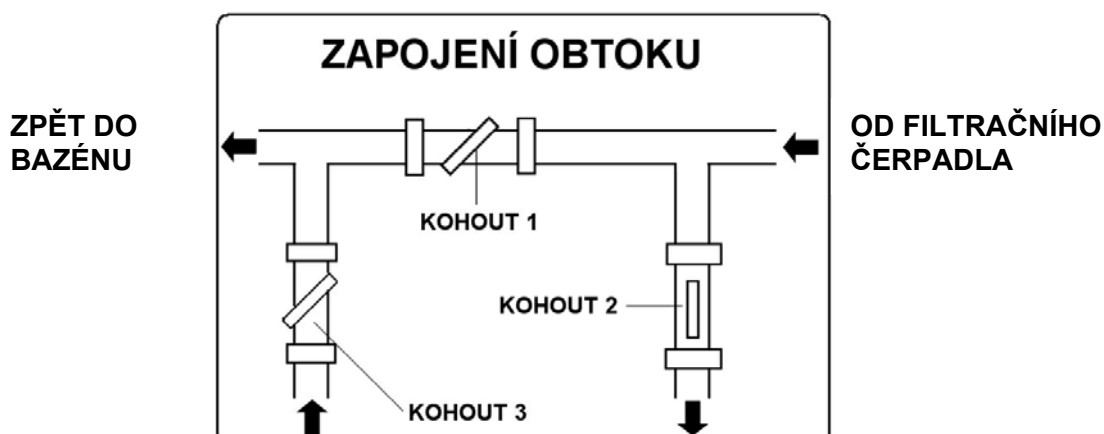 ZAPOJENÍ OBTOKU
ZPĚT DO
BAZÉNU
OD FILTRAČNÍHO
ČERPADLA
KOHOUT 1
KOHOUT 2
KOHOUT 3